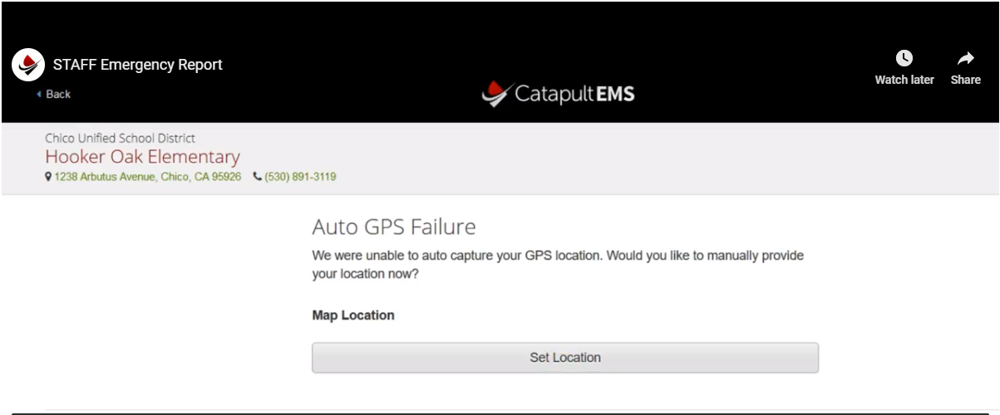 STAFF Emergency Report
Watch later
Share
Back
CatapultEMS
Chico Unified School District
Hooker Oak Elementary
1238 Arbutus Avenue, Chico, CA 95926 (530) 891-3119
Auto GPS Failure
We were unable to auto capture your GPS location. Would you like to manually provide
your location now?
Map Location
Set Location